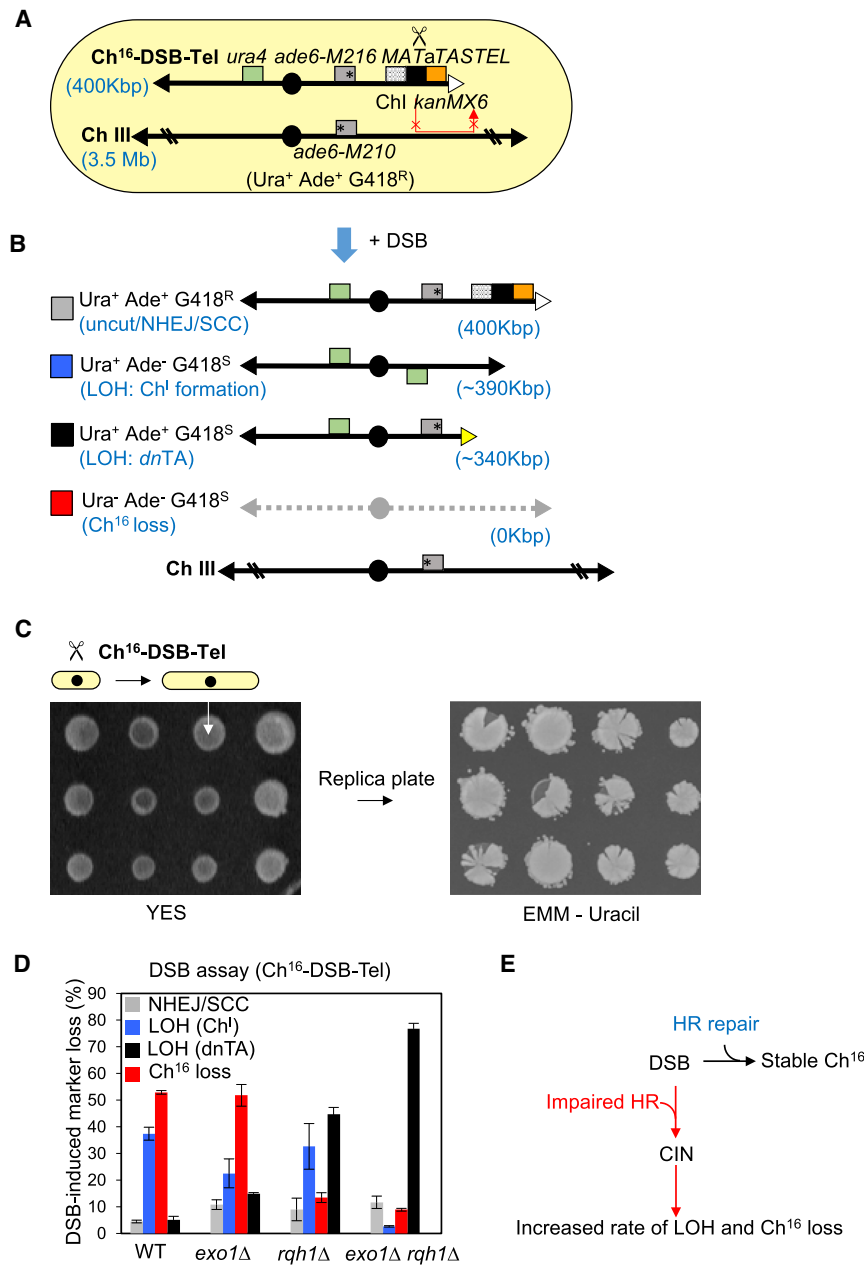 A
Ch16-DSB-Tel ura4 ade6-M216 MATaTASTEL
(400Kbp)
ChI kanMX6
Ch III
(3.5 Mb)
ade6-M210
(Ura+ Ade+ G418R)
B
+ DSB
Ura+ Ade+ G418R
(uncut/NHEJ/SCC)
(400Kbp)
Ura+ Ade- G418S
(LOH: ChI formation)
(~390Kbp)
Ura+ Ade+ G418S
(LOH: dnTA)
(~340Kbp)
Ura- Ade- G418S
(Ch16 loss)
(0Kbp)
Ch III
C
Ch16-DSB-Tel
Replica plate
YES
EMM - Uracil
D
DSB assay (Ch16-DSB-Tel)
DSB-induced marker loss (%)
90
80
70
60
50
40
30
20
10
0
NHEJ/SCC
LOH (ChI)
LOH (dnTA)
Ch16 loss
WT
exo1Δ
rqh1Δ
exo1Δ rqh1Δ
E
HR repair
DSB
Stable Ch16
Impaired HR
CIN
Increased rate of LOH and Ch16 loss